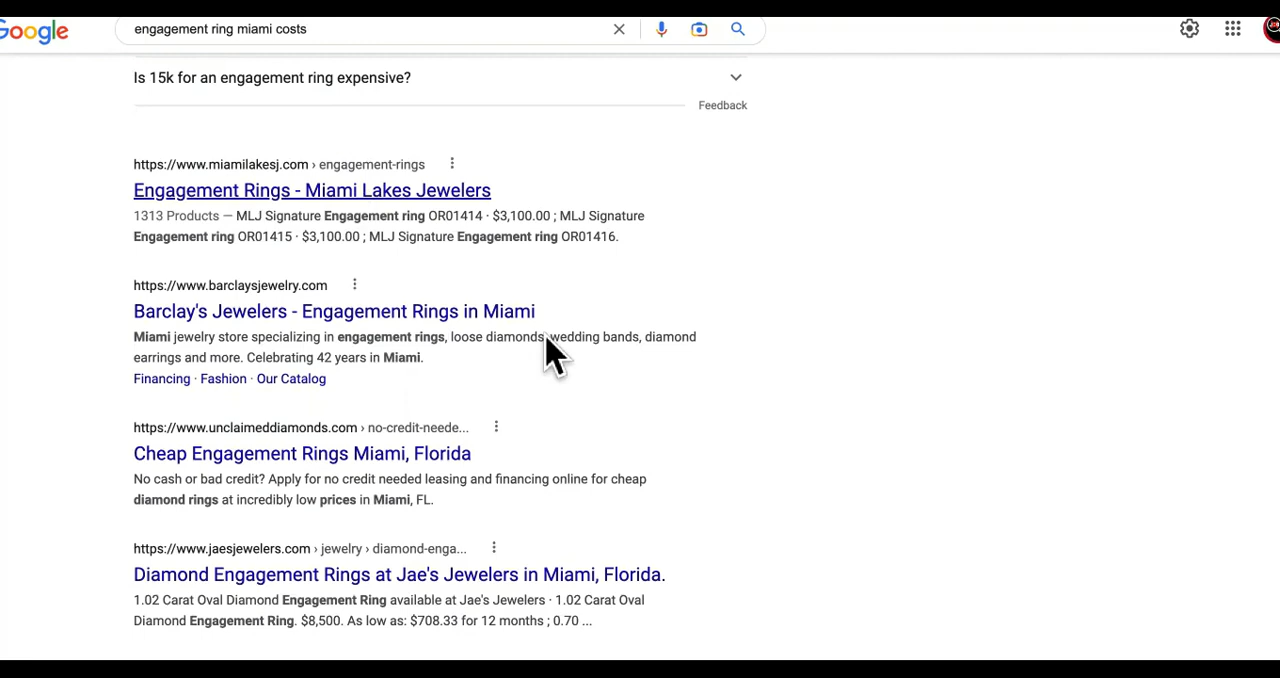 Google
engagement ring miami costs
Is 15k for an engagement ring expensive?
Feedback
https://www.miamilakesj.com › engagement-rings
Engagement Rings - Miami Lakes Jewelers
1313 Products — MLJ Signature Engagement ring OR01414 · $3,100.00 ; MLJ Signature
Engagement ring OR01415 · $3,100.00 ; MLJ Signature Engagement ring OR01416.
https://www.barclaysjewelry.com
Barclay's Jewelers - Engagement Rings in Miami
Miami jewelry store specializing in engagement rings, loose diamonds, wedding bands, diamond
earrings and more. Celebrating 42 years in Miami.
Financing · Fashion · Our Catalog
https://www.unclaimeddiamonds.com › no-credit-neede...
Cheap Engagement Rings Miami, Florida
No cash or bad credit? Apply for no credit needed leasing and financing online for cheap
diamond rings at incredibly low prices in Miami, FL.
https://www.jaesjewelers.com › jewelry › diamond-enga...
Diamond Engagement Rings at Jae's Jewelers in Miami, Florida.
1.02 Carat Oval Diamond Engagement Ring available at Jae's Jewelers · 1.02 Carat Oval
Diamond Engagement Ring. $8,500. As low as: $708.33 for 12 months ; 0.70 ...